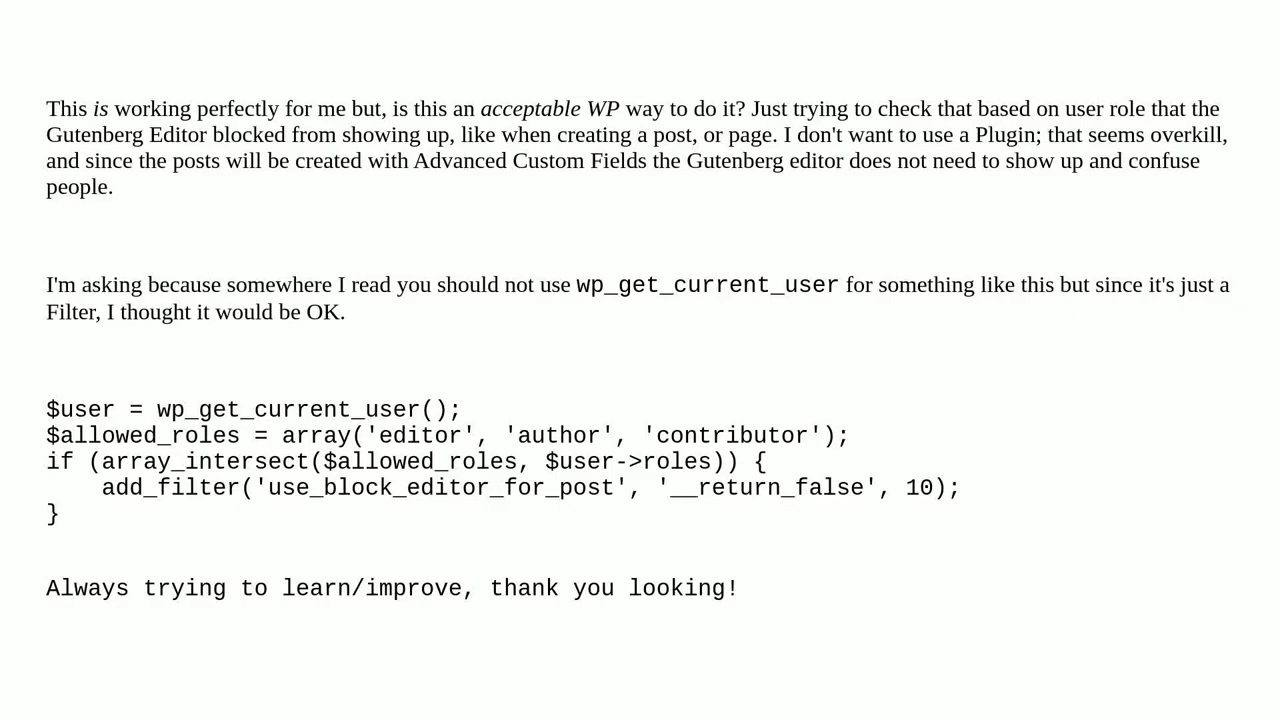 This is working perfectly for me but, is this an acceptable WP way to do it? Just trying to check that based on user role that the
Gutenberg Editor blocked from showing up, like when creating a post, or page. I don't want to use a Plugin; that seems overkill,
and since the posts will be created with Advanced Custom Fields the Gutenberg editor does not need to show up and confuse
people.
I'm asking because somewhere I read you should not use wp_get_current_user for something like this but since it's just a
Filter, I thought it would be OK.
$user = wp_get_current_user();
$allowed_roles = array('editor', 'author', 'contributor');
if (array_intersect($allowed_roles, $user->roles)) {
    add_filter('use_block_editor_for_post', '__return_false', 10);
}
Always trying to learn/improve, thank you looking!